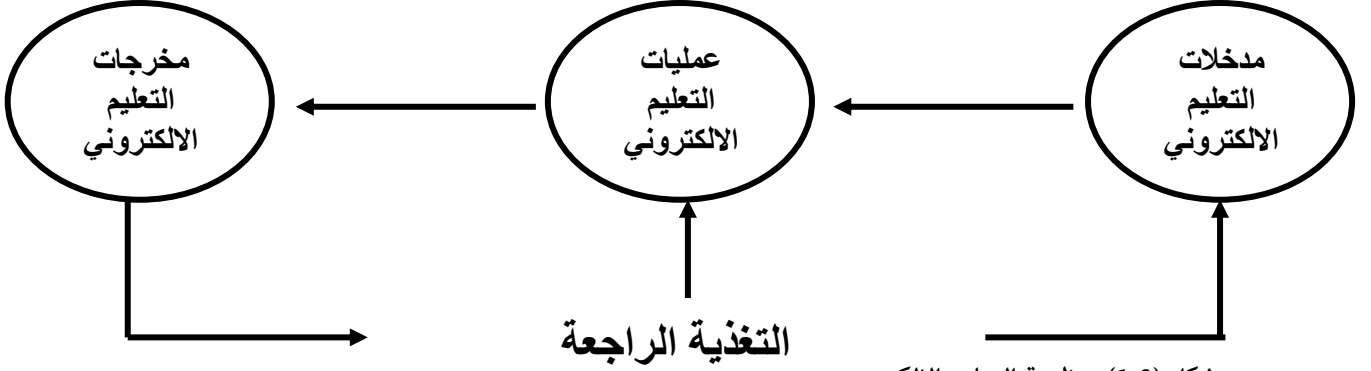 مدخلات
التعليم
الالكتروني
عمليات
التعليم
الالكتروني
مخرجات
التعليم
الالكتروني
التغذية الراجعة